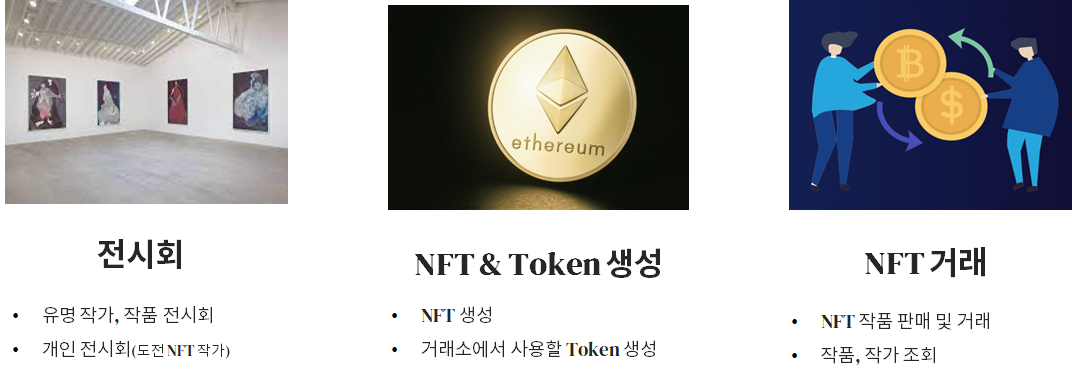 ethereum
전시회
• 유명 작가, 작품 전시회
• 개인 전시회(도전 NFT 작가)
NFT & Token 생성
• NFT 생성
• 거래소에서 사용할 Token 생성
NFT 거래
• NFT 작품 판매 및 거래
• 작품, 작가 조회